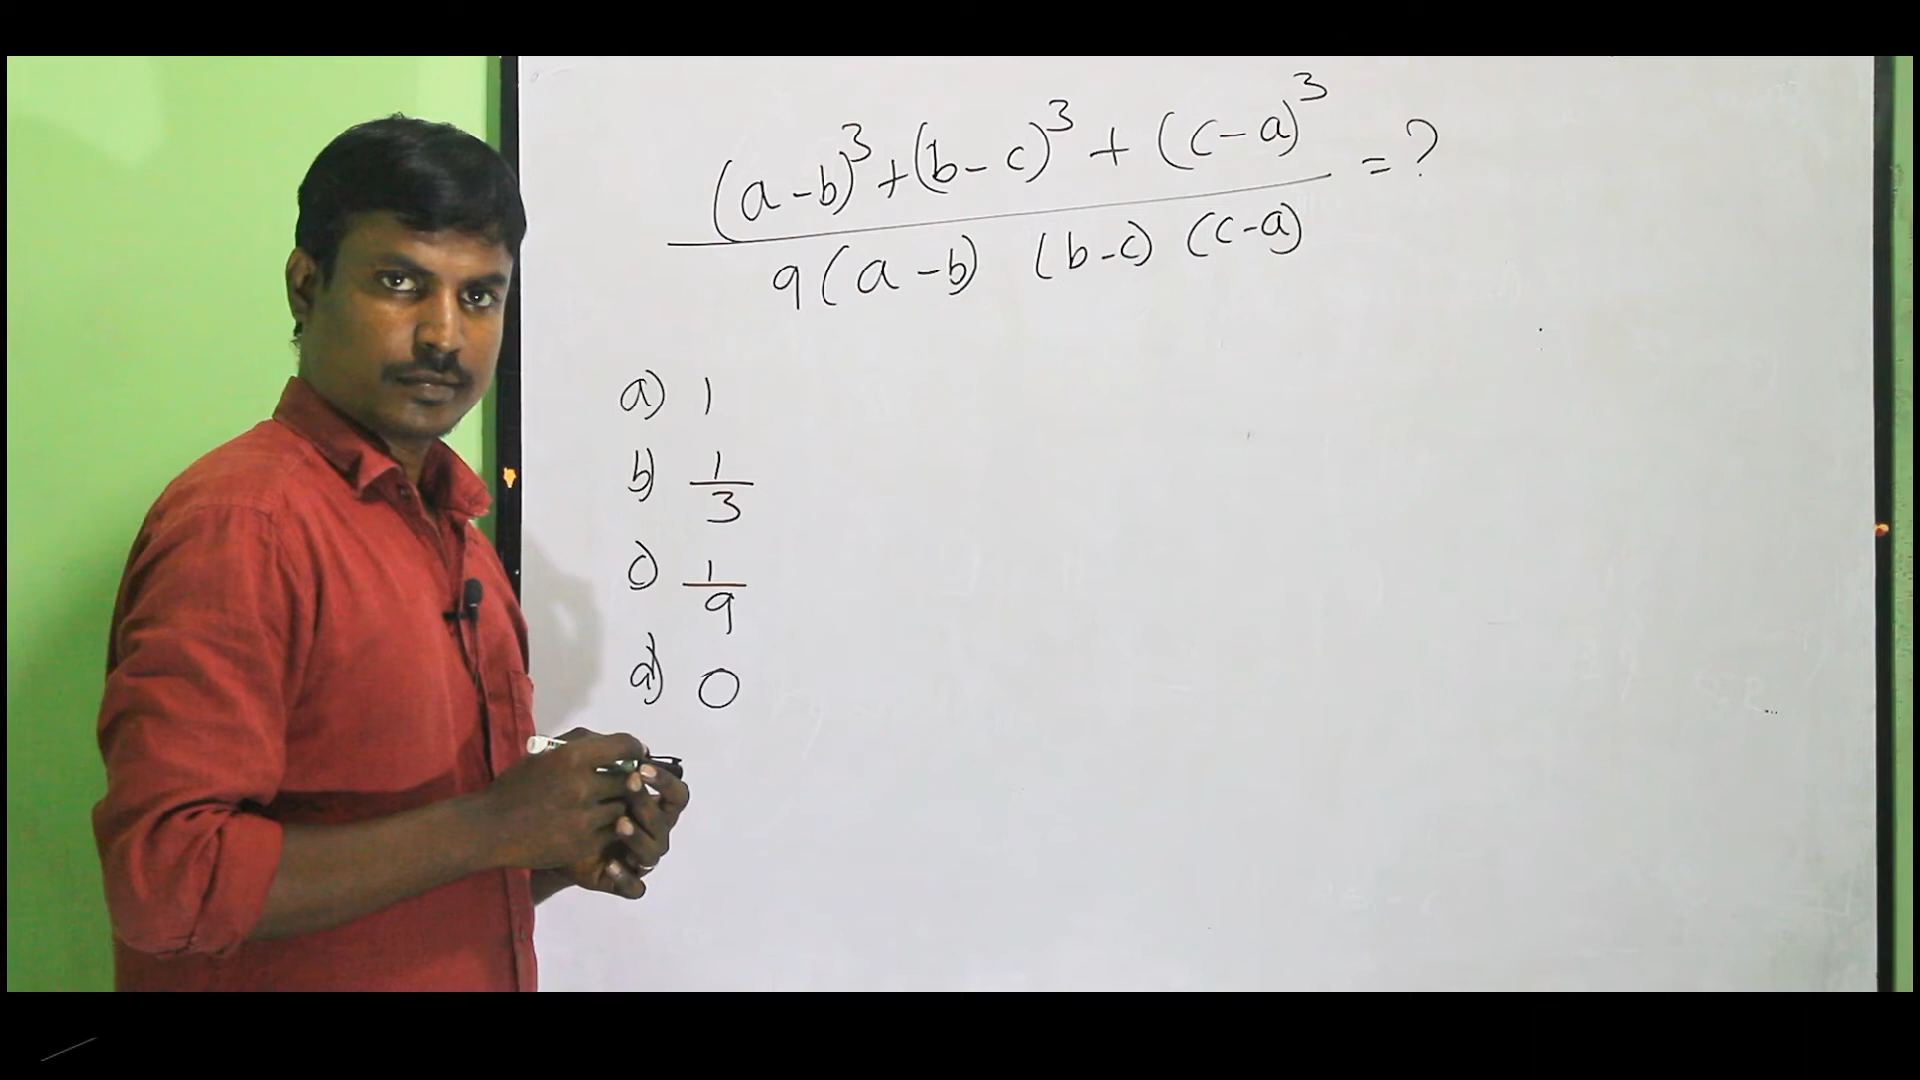 (a-b)³+(b-c)³ + (c-a)³ = ?
9(a-b) (b-c) (c-a)
a) 1
b) 1/3
c) 1/9
d) 0